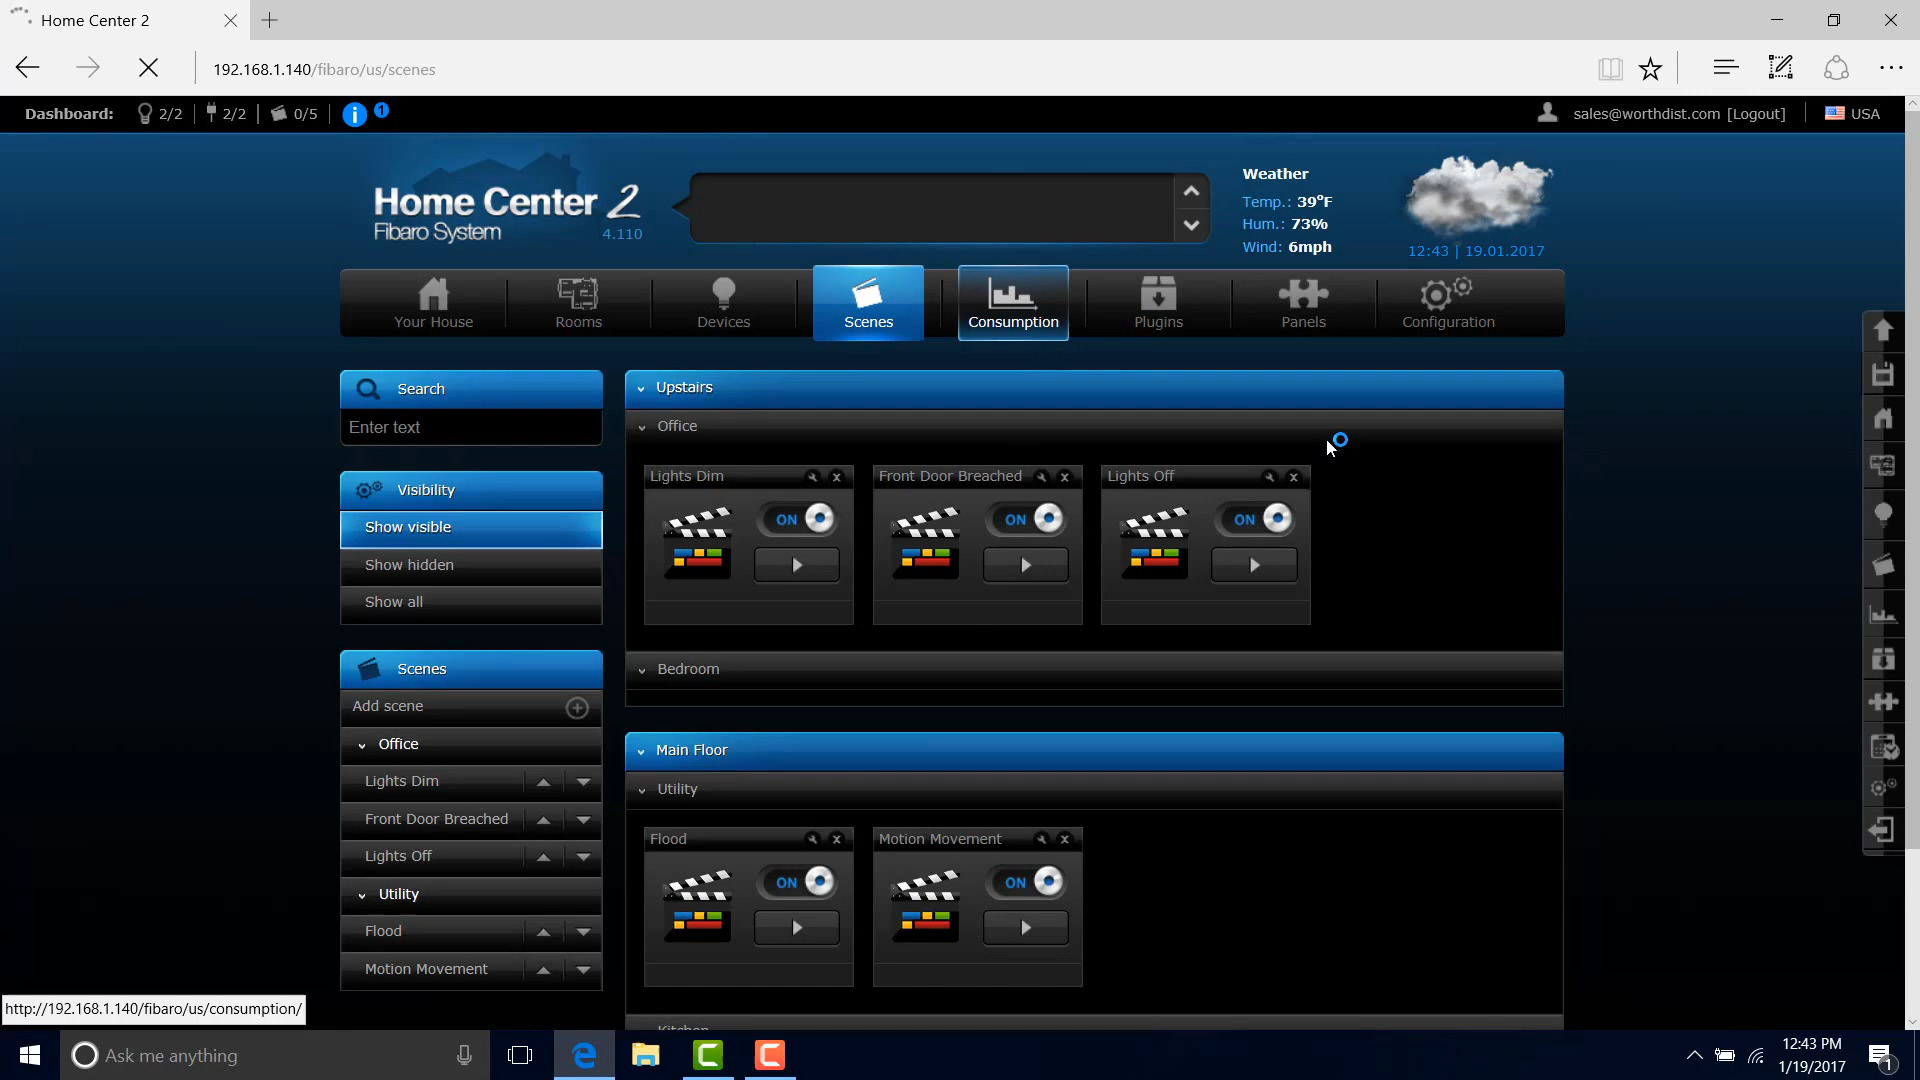 Home Center 2
192.168.1.140/fibaro/us/scenes
Dashboard: 2/2 2/2 0/5 i 1
sales@worthdist.com [Logout] USA
Home Center 2
Fibaro System 4.110
Weather
Temp.: 39°F
Hum.: 73%
Wind: 6mph
12:43 | 19.01.2017
Your House Rooms Devices Scenes Consumption Plugins Panels Configuration
Search
Enter text
Visibility
Show visible
Show hidden
Show all
Scenes
Add scene
Office
Lights Dim
Front Door Breached
Lights Off
Utility
Flood
Motion Movement
Upstairs
Office
Lights Dim Front Door Breached Lights Off
ON ON ON
Bedroom
Main Floor
Utility
Flood Motion Movement
ON ON
Kitchen
http://192.168.1.140/fibaro/us/consumption/
Ask me anything
12:43 PM
1/19/2017
1